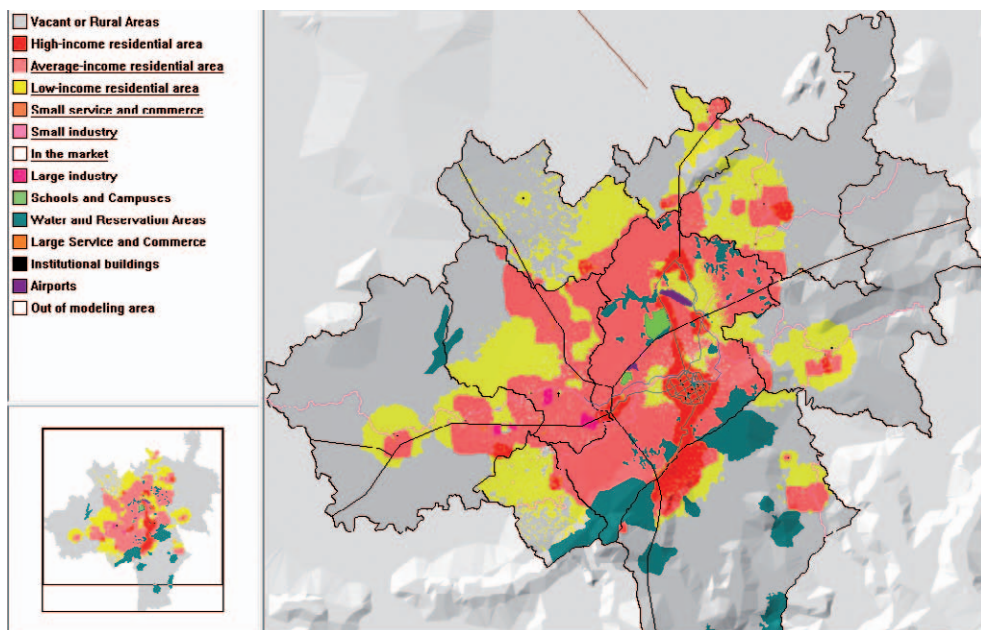 Vacant or Rural Areas
High-income residential area
Average-income residential area
Low-income residential area
Small service and commerce
Small industry
In the market
Large industry
Schools and Campuses
Water and Reservation Areas
Large Service and Commerce
Institutional buildings
Airports
Out of modeling area